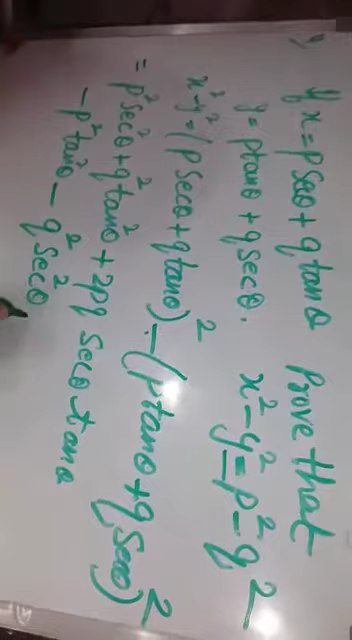 If x = p secθ + q tanθ Prove that
y = p tanθ + q secθ. x² - y² = p² - q²
x² - y² = (p secθ + q tanθ)² - (p tanθ + q secθ)²
= p² sec²θ + q² tan²θ + 2pq secθ tanθ
- p² tan²θ - q² sec²θ